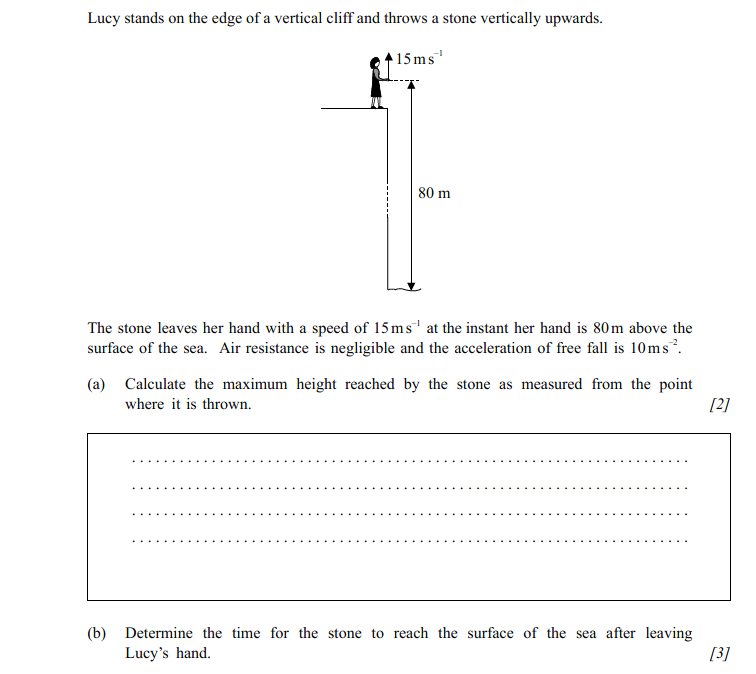 Lucy stands on the edge of a vertical cliff and throws a stone vertically upwards.
15 m s⁻¹
80 m
The stone leaves her hand with a speed of 15 m s⁻¹ at the instant her hand is 80 m above the
surface of the sea. Air resistance is negligible and the acceleration of free fall is 10 m s⁻².
(a) Calculate the maximum height reached by the stone as measured from the point
where it is thrown. [2]
(b) Determine the time for the stone to reach the surface of the sea after leaving
Lucy’s hand. [3]